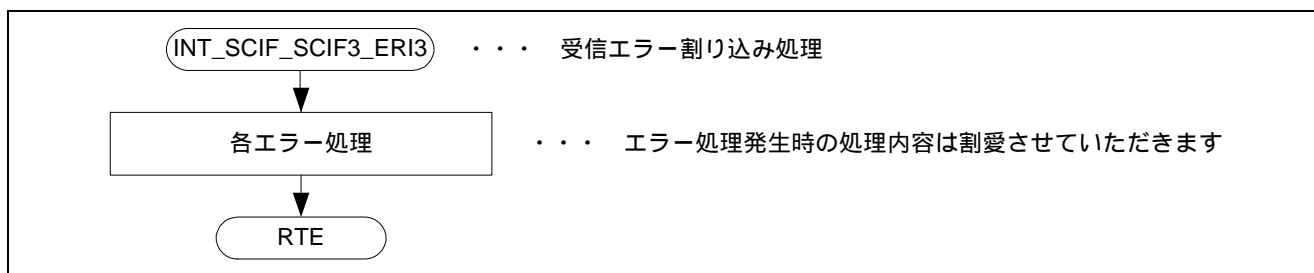 INT_SCIF_SCIF3_ERI3 ・・・ 受信エラー割り込み処理
各エラー処理 ・・・ エラー処理発生時の処理内容は割愛させていただきます
RTE